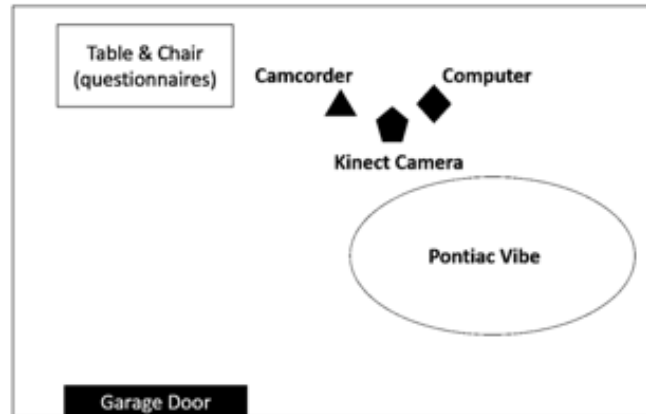 Table & Chair
(questionnaires)
Camcorder
Computer
Kinect Camera
Pontiac Vibe
Garage Door